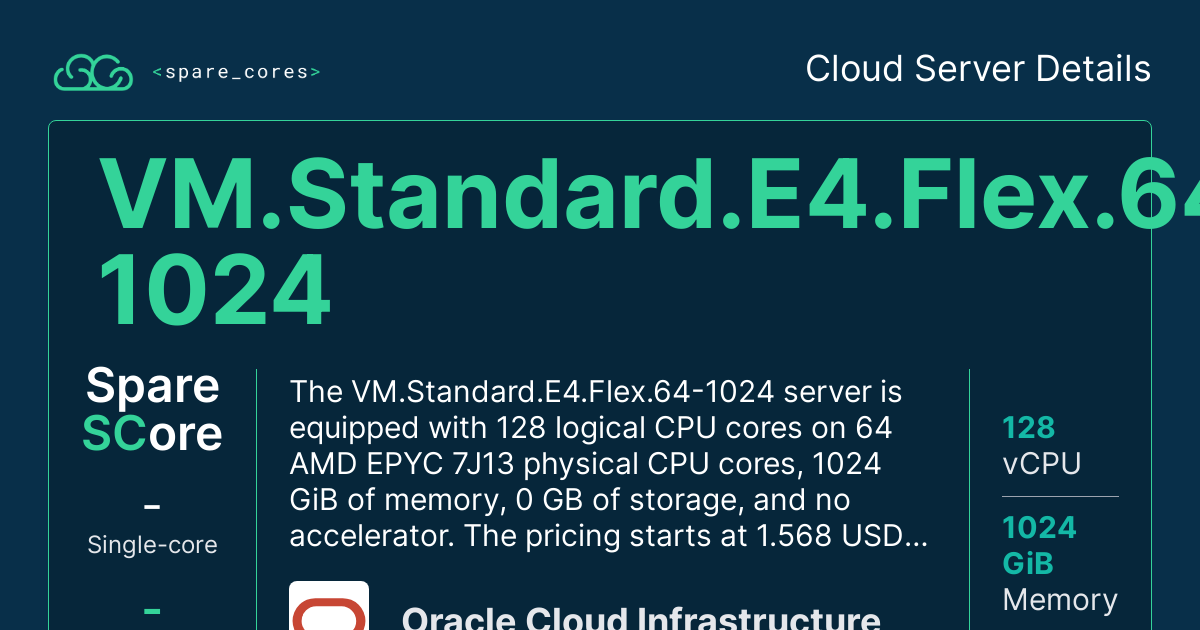 <spare_cores>
Cloud Server Details
VM.Standard.E4.Flex.64
1024
Spare
SCore
–
Single-core
–
The VM.Standard.E4.Flex.64-1024 server is
equipped with 128 logical CPU cores on 64
AMD EPYC 7J13 physical CPU cores, 1024
GiB of memory, 0 GB of storage, and no
accelerator. The pricing starts at 1.568 USD...
Oracle Cloud Infrastructure
128
vCPU
1024
GiB
Memory